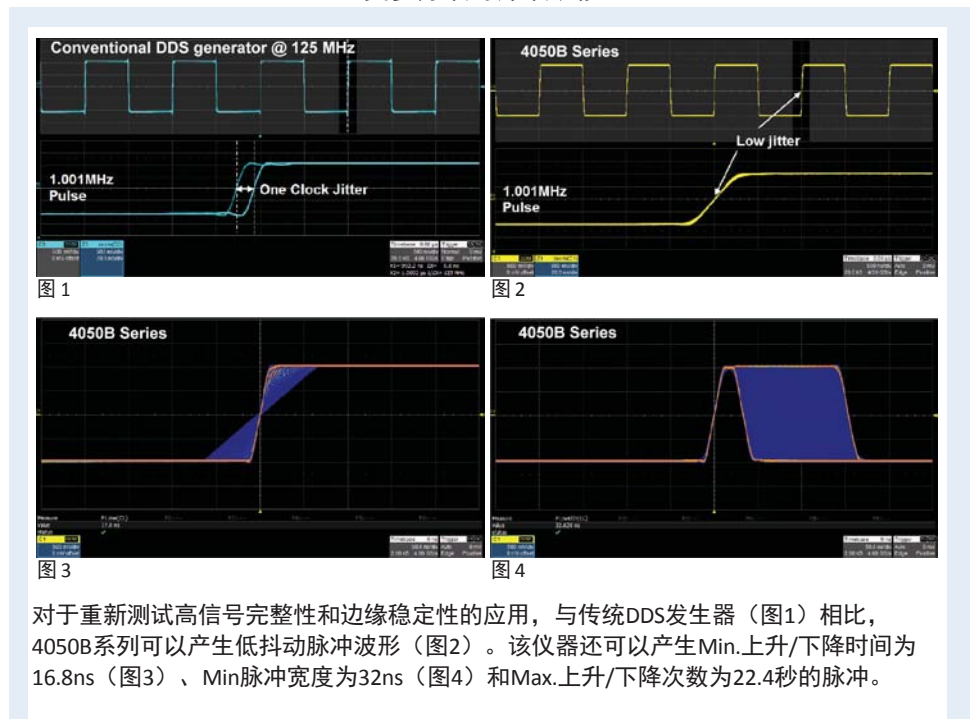 Conventional DDS generator @ 125 MHz
1.001MHz
Pulse
One Clock Jitter
图 1
4050B Series
Low jitter
1.001MHz
Pulse
图 2
4050B Series
图 3
4050B Series
图 4
对于重新测试高信号完整性和边缘稳定性的应用，与传统DDS发生器（图1）相比，
4050B系列可以产生低抖动脉冲波形（图2）。该仪器还可以产生Min.上升/下降时间为
16.8ns（图3）、Min脉冲宽度为32ns（图4）和Max.上升/下降次数为22.4秒的脉冲。